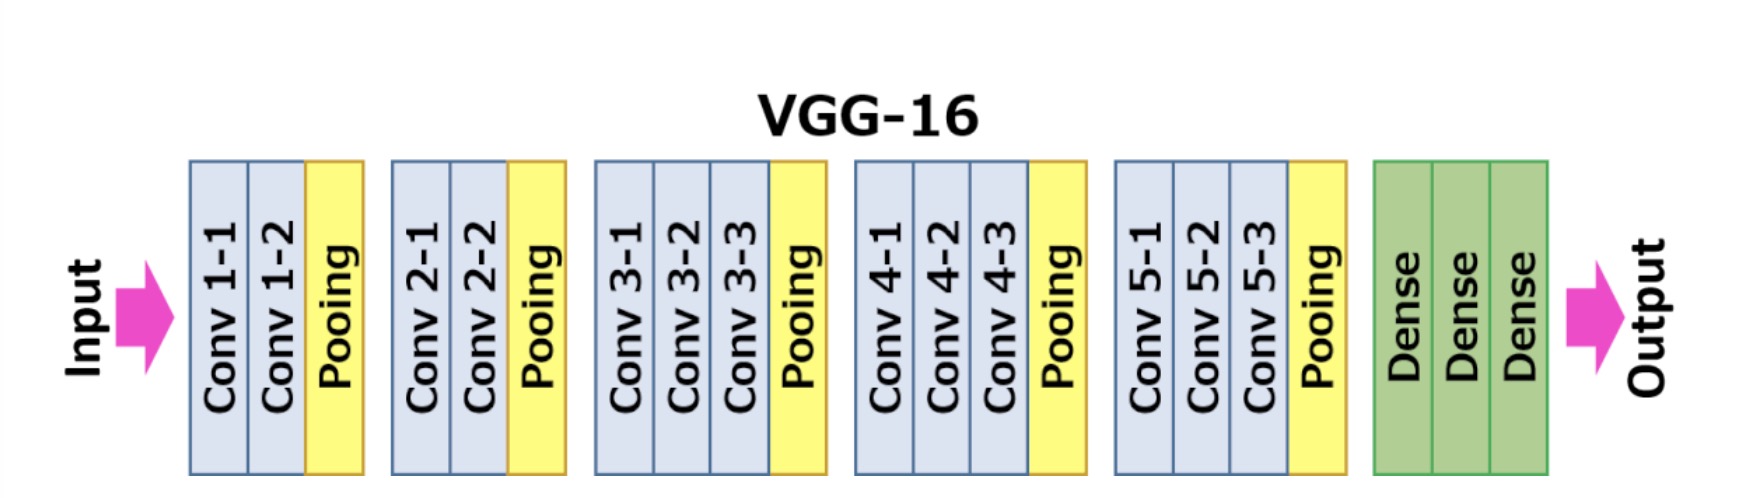 VGG-16
Input
Conv 1-1
Conv 1-2
Pooing
Conv 2-1
Conv 2-2
Pooing
Conv 3-1
Conv 3-2
Conv 3-3
Pooing
Conv 4-1
Conv 4-2
Conv 4-3
Pooing
Conv 5-1
Conv 5-2
Conv 5-3
Pooing
Dense
Dense
Dense
Output